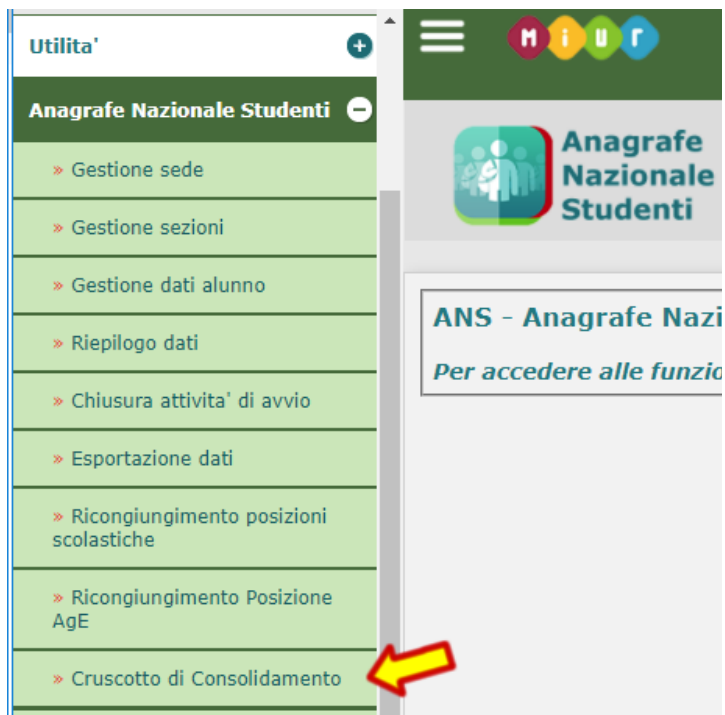 Utilita'
Anagrafe Nazionale Studenti
» Gestione sede
» Gestione sezioni
» Gestione dati alunno
» Riepilogo dati
» Chiusura attivita' di avvio
» Esportazione dati
» Ricongiungimento posizioni
scolastiche
» Ricongiungimento Posizione
AgE
» Cruscotto di Consolidamento
MiUr
Anagrafe
Nazionale
Studenti
ANS - Anagrafe Nazi
Per accedere alle funzio